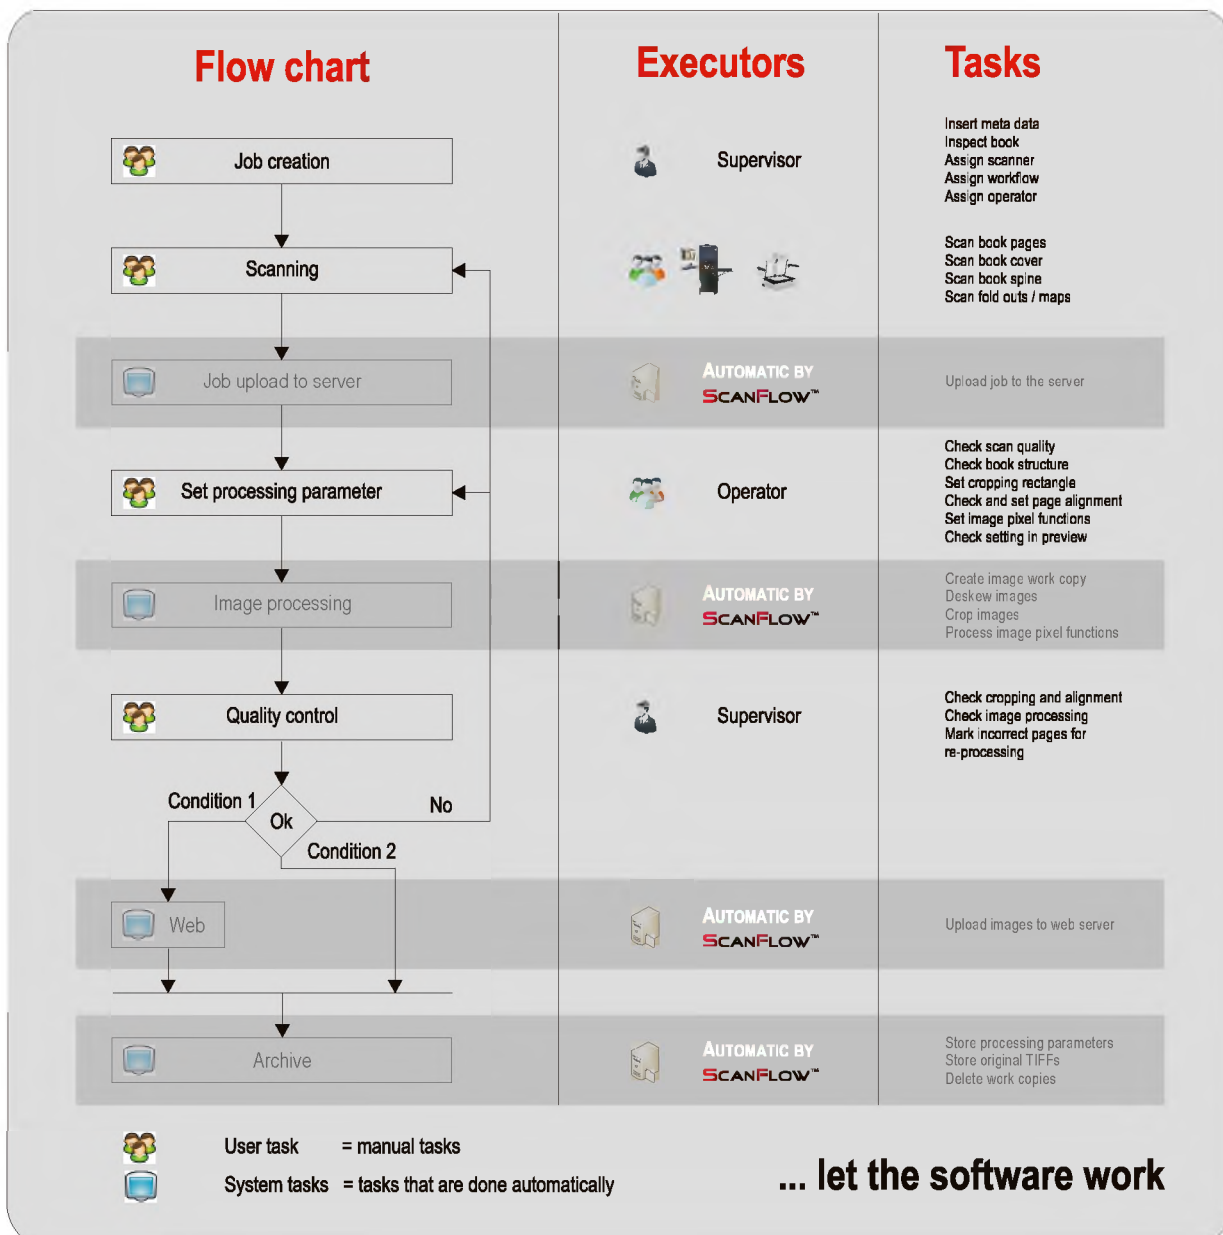 Flow chart
Executors
Tasks
Job creation
Supervisor
Insert meta data
Inspect book
Assign scanner
Assign workflow
Assign operator
Scanning
Scan book pages
Scan book cover
Scan book spine
Scan fold outs / maps
Job upload to server
AUTOMATIC BY
SCANFLOW™
Upload job to the server
Set processing parameter
Operator
Check scan quality
Check book structure
Set cropping rectangle
Check and set page alignment
Set image pixel functions
Check setting in preview
Image processing
AUTOMATIC BY
SCANFLOW™
Create image work copy
Deskew images
Crop images
Process image pixel functions
Quality control
Supervisor
Check cropping and alignment
Check image processing
Mark incorrect pages for
re-processing
Condition 1
Ok
No
Condition 2
Web
AUTOMATIC BY
SCANFLOW™
Upload images to web server
Archive
AUTOMATIC BY
SCANFLOW™
Store processing parameters
Store original TIFFs
Delete work copies
User task = manual tasks
System tasks = tasks that are done automatically
... let the software work